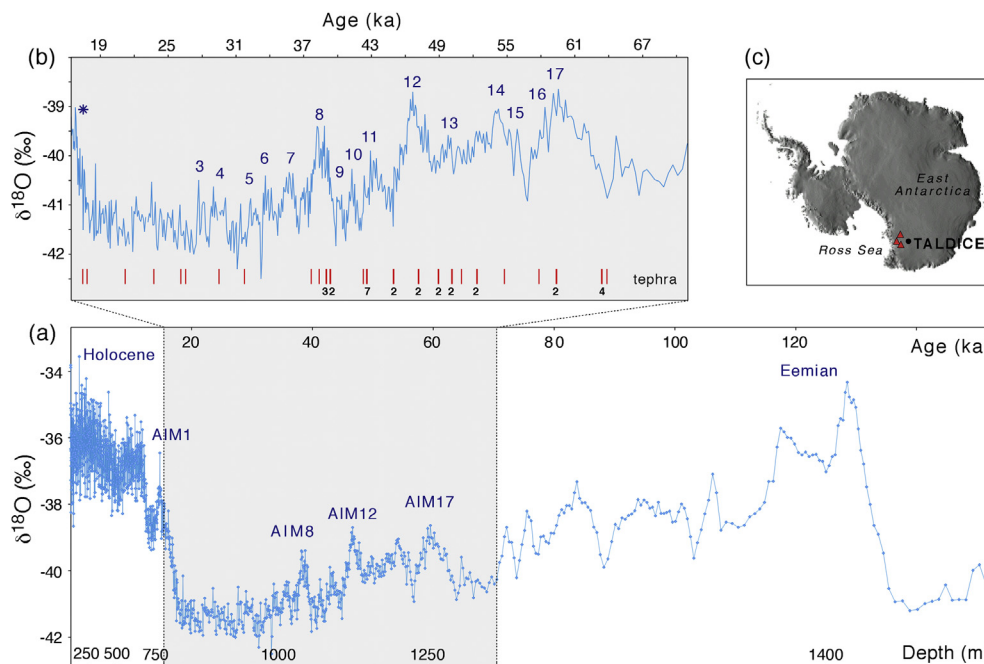 Age (ka)
19 25 31 37 43 49 55 61 67
(b)
(c)
-39
-40
-41
-42
δ18O (‰)
*
3 4 5 6 7 8 9 10 11 12 13 14 15 16 17
tephra
3 2 7 2 2 2 2 2 2 4
East
Antarctica
Ross Sea
TALDICE
(a)
20 40 60 80 100 120
Age (ka
-34
-36
-38
-40
-42
δ18O (‰)
Holocene
Eemian
AIM1
AIM8
AIM12
AIM17
250 500 750 1000 1250 1400
Depth (m